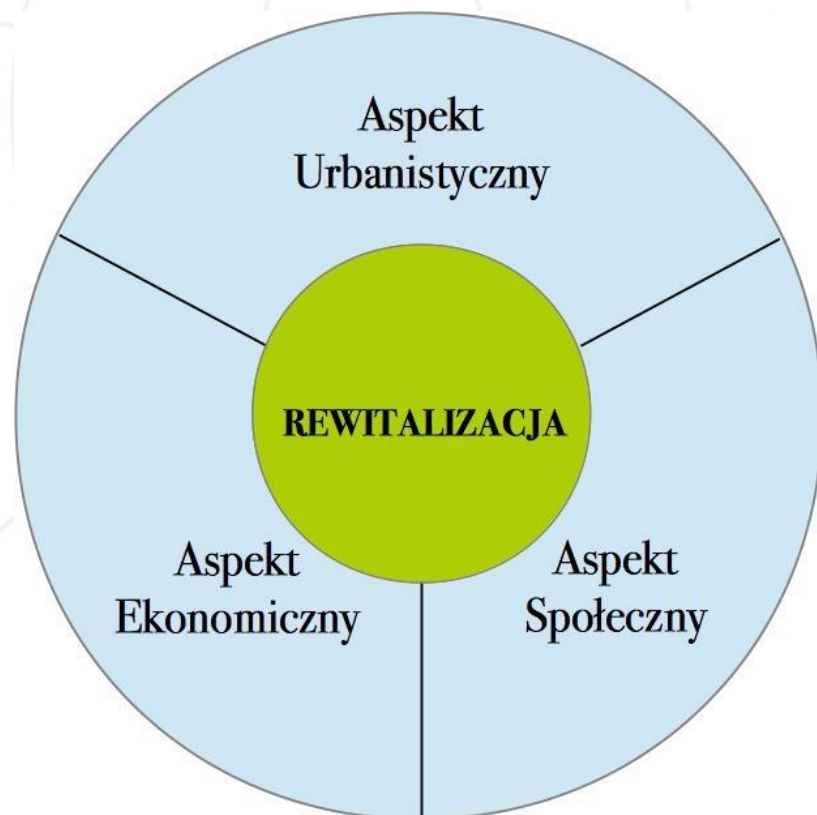 Aspekt
Urbanistyczny
REWITALIZACJA
Aspekt
Ekonomiczny
Aspekt
Społeczny